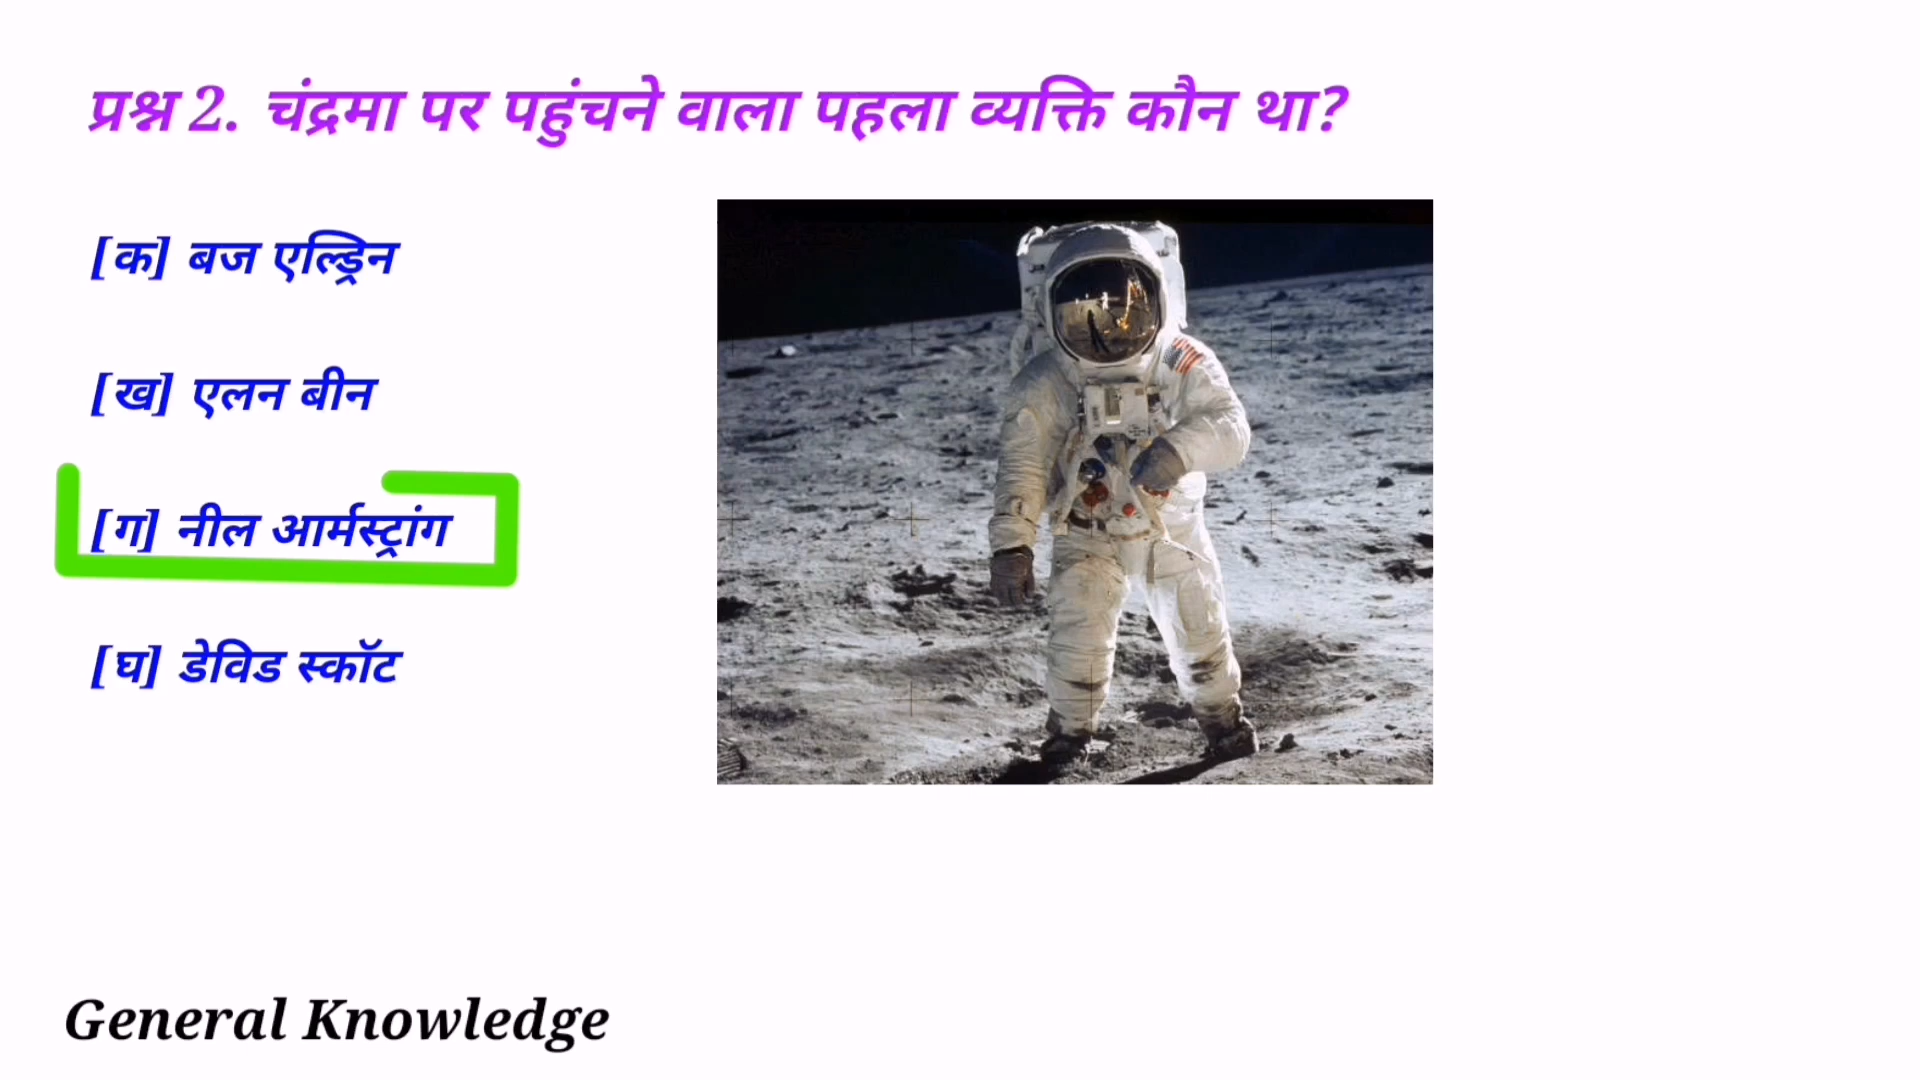 प्रश्न 2. चंद्रमा पर पहुंचने वाला पहला व्यक्ति कौन था?
[क] बज एल्ड्रिन
[ख] एलन बीन
[ग] नील आर्मस्ट्रांग
[घ] डेविड स्कॉट
General Knowledge